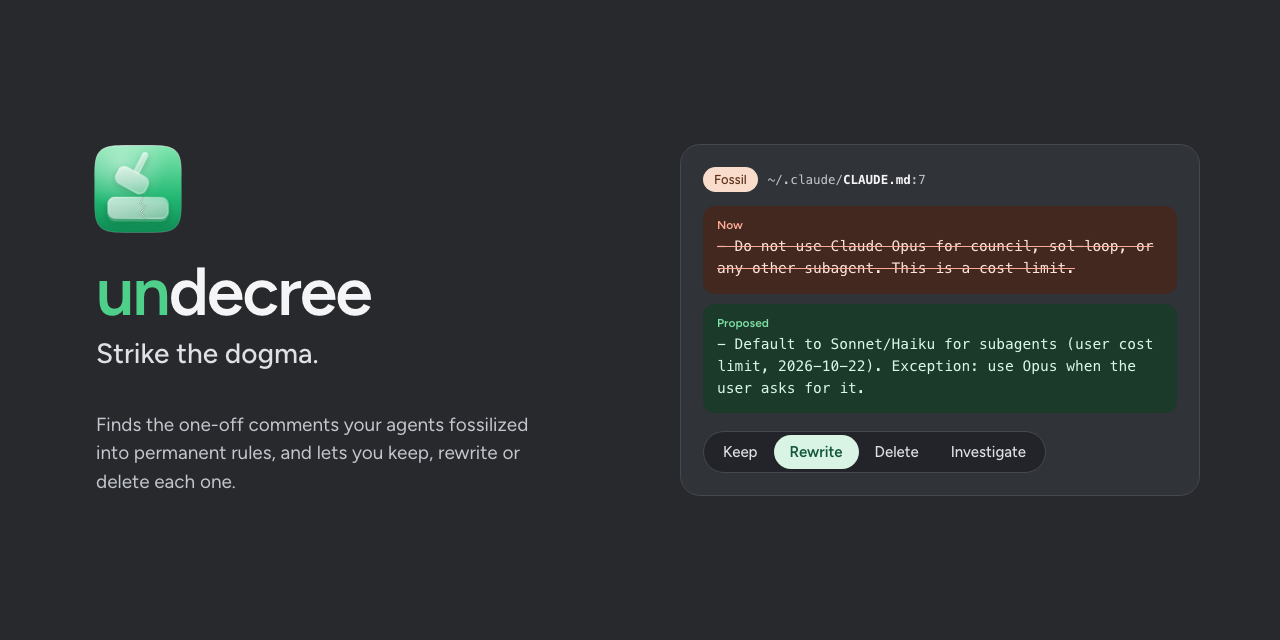 undecree
Strike the dogma.
Finds the one-off comments your agents fossilized
into permanent rules, and lets you keep, rewrite or
delete each one.
Fossil ~/.claude/CLAUDE.md:7
Now
– Do not use Claude Opus for council, sol-loop, or
any other subagent. This is a cost limit.
Proposed
– Default to Sonnet/Haiku for subagents (user cost
limit, 2026–10–22). Exception: use Opus when the
user asks for it.
Keep Rewrite Delete Investigate